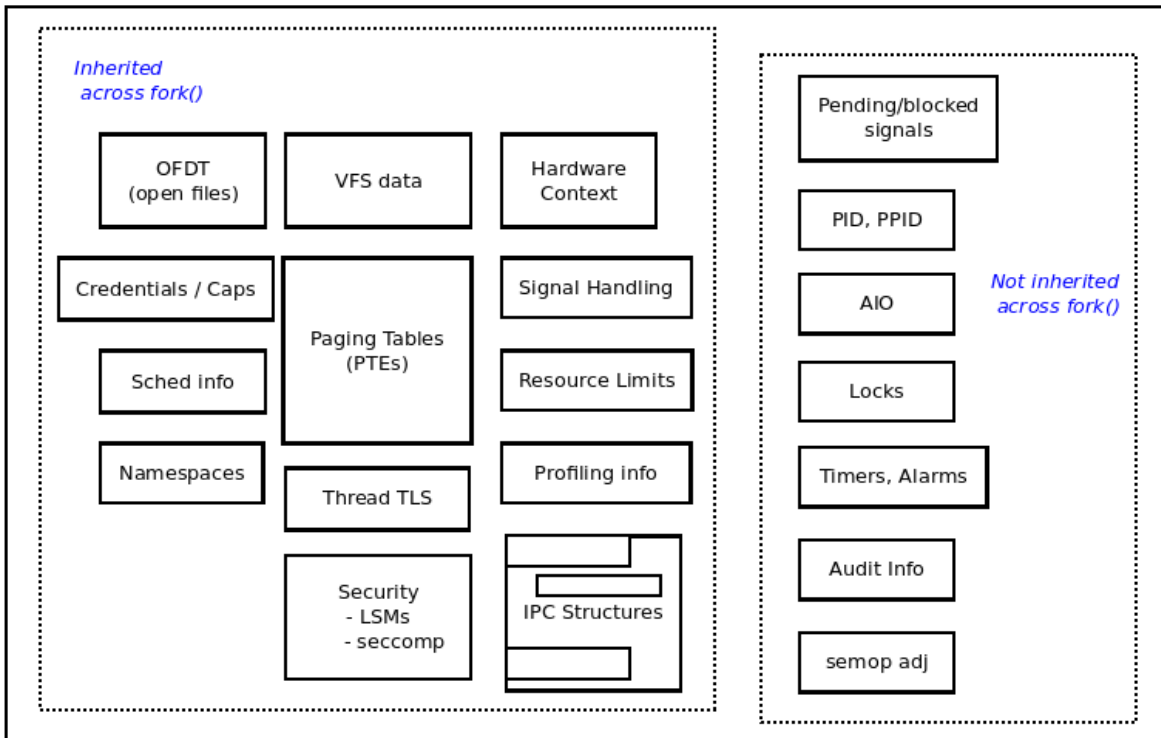 Inherited
across fork()
OFDT
(open files)
VFS data
Hardware
Context
Credentials / Caps
Paging Tables
(PTEs)
Signal Handling
Sched info
Resource Limits
Namespaces
Thread TLS
Profiling info
Security
- LSMs
- seccomp
IPC Structures
Pending/blocked
signals
PID, PPID
AIO
Not inherited
across fork()
Locks
Timers, Alarms
Audit Info
semop adj